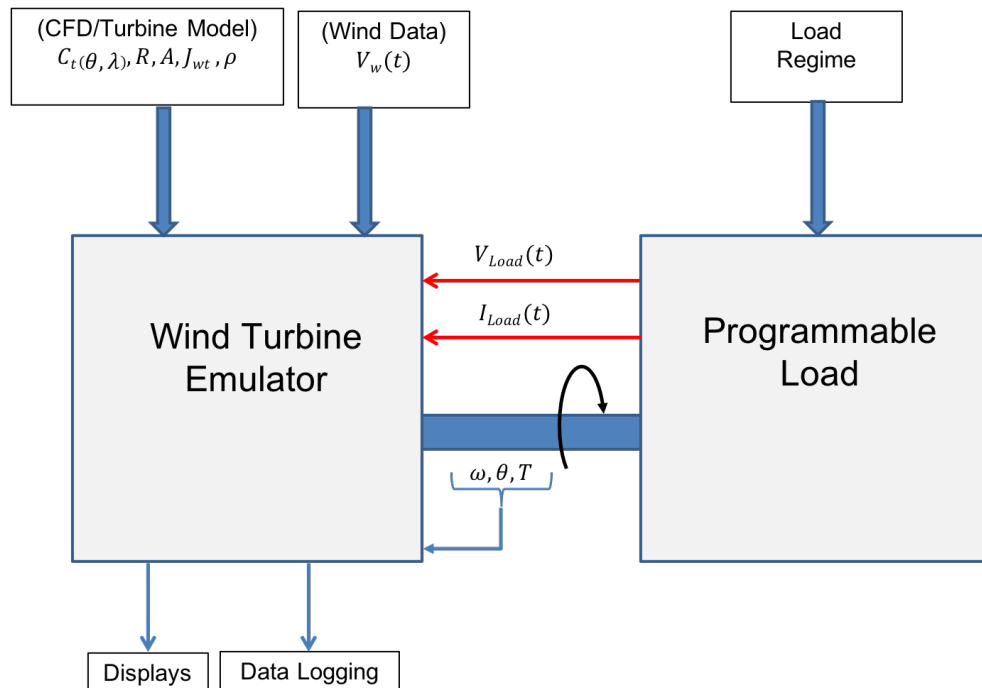 (CFD/Turbine Model)
C_t(θ, λ), R, A, J_wt , ρ
(Wind Data)
V_w(t)
Load
Regime
V_Load(t)
I_Load(t)
Wind Turbine
Emulator
Programmable
Load
ω, θ, T
Displays
Data Logging